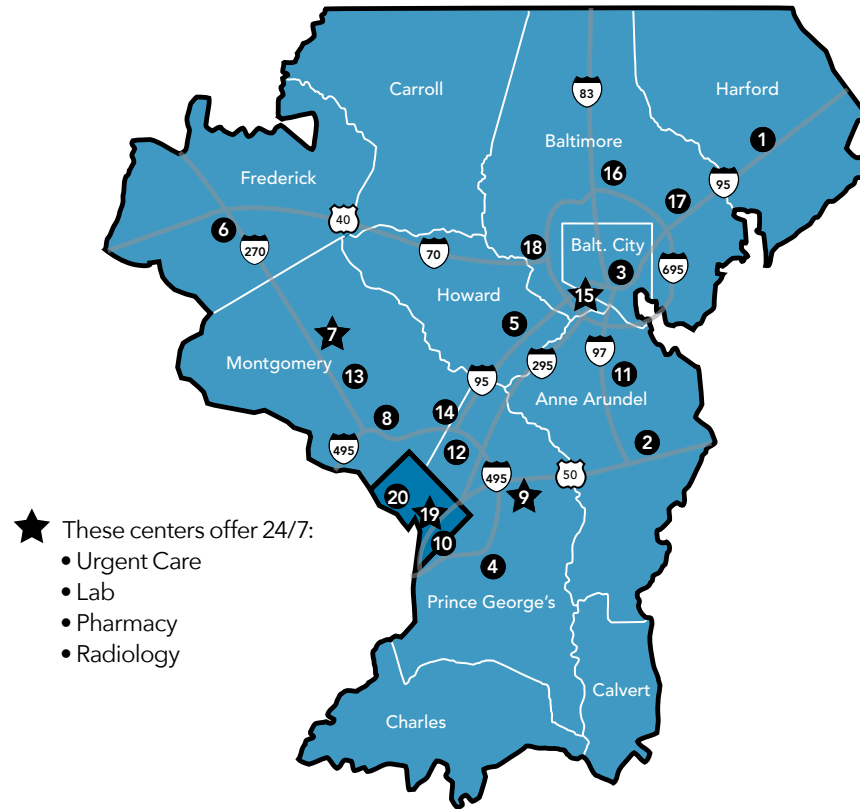 Carroll
Harford
83
1
Baltimore
16
Frederick
95
17
40
6
18
Balt. City
270
70
3
695
15
Howard
7
5
97
Montgomery
295
13
95
11
Anne Arundel
14
8
2
495
12
495
50
20
9
19
10
4
Prince George's
Calvert
Charles
These centers offer 24/7:
• Urgent Care
• Lab
• Pharmacy
• Radiology